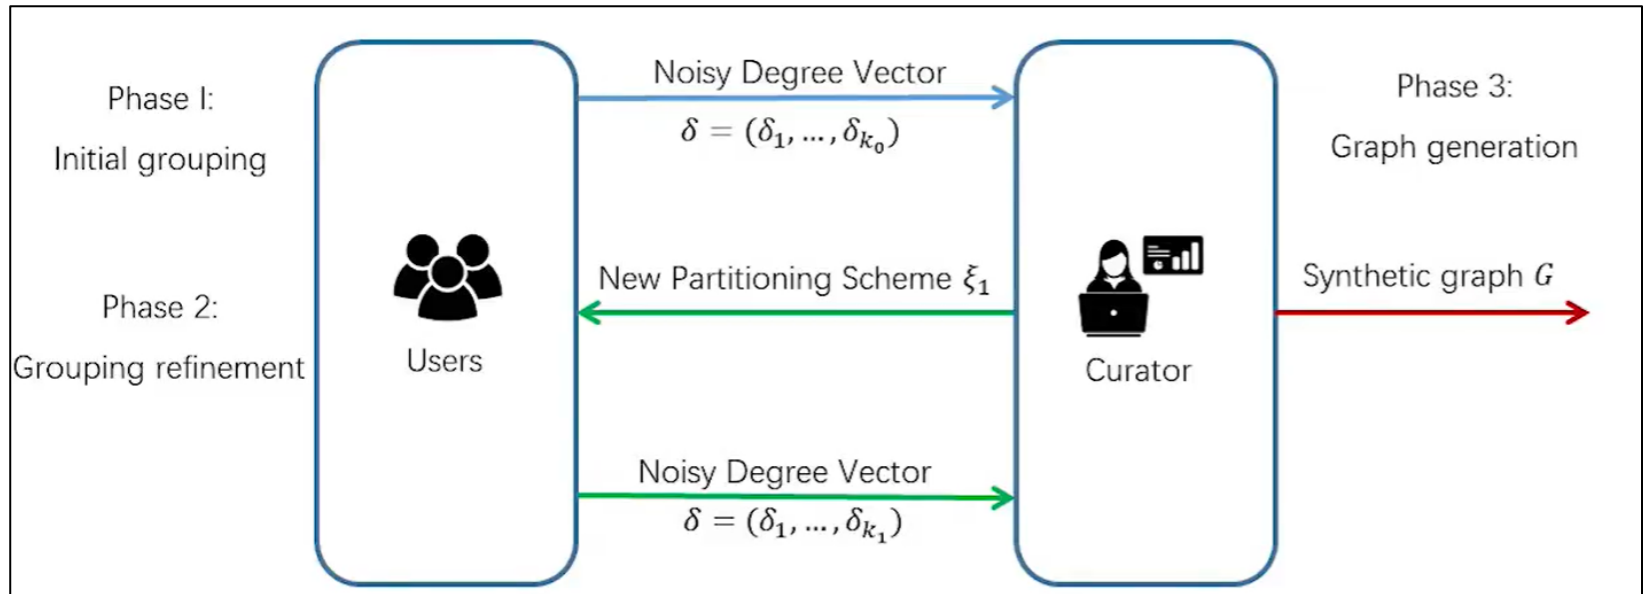 Phase I:
Initial grouping
Phase 2:
Grouping refinement
Users
Noisy Degree Vector
δ = (δ₁, ..., δₖ₀)
New Partitioning Scheme ξ₁
Noisy Degree Vector
δ = (δ₁, ..., δₖ₁)
Curator
Phase 3:
Graph generation
Synthetic graph G